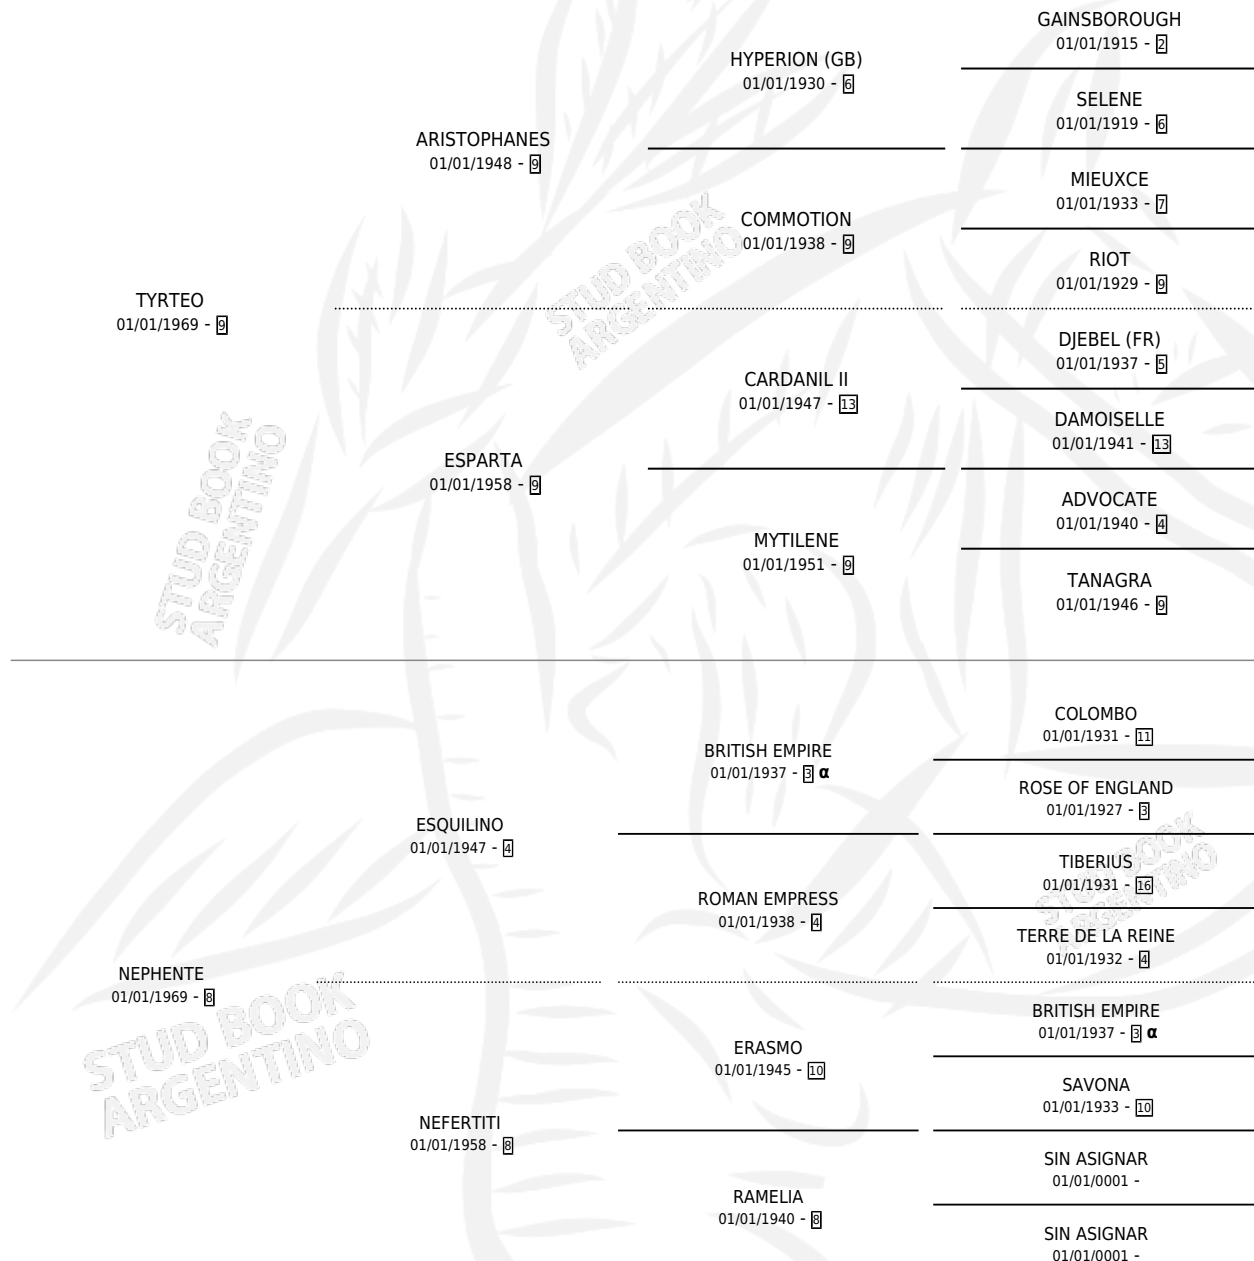 GAINSBOROUGH
01/01/1915 - 2
HYPERION (GB)
01/01/1930 - 6
SELENE
01/01/1919 - 6
ARISTOPHANES
01/01/1948 - 9
MIEUXCE
01/01/1933 - 7
COMMOTION
01/01/1938 - 9
RIOT
01/01/1929 - 9
TYRTEO
01/01/1969 - 9
DJEBEL (FR)
01/01/1937 - 5
CARDANIL II
01/01/1947 - 13
DAMOISELLE
01/01/1941 - 13
ESPARTA
01/01/1958 - 9
ADVOCATE
01/01/1940 - 4
MYTILENE
01/01/1951 - 9
TANAGRA
01/01/1946 - 9
COLOMBO
01/01/1931 - 11
BRITISH EMPIRE
01/01/1937 - 3 α
ROSE OF ENGLAND
01/01/1927 - 3
ESQUILINO
01/01/1947 - 4
TIBERIUS
01/01/1931 - 16
ROMAN EMPRESS
01/01/1938 - 4
TERRE DE LA REINE
01/01/1932 - 4
NEPHENTE
01/01/1969 - 8
BRITISH EMPIRE
01/01/1937 - 3 α
ERASMO
01/01/1945 - 10
SAVONA
01/01/1933 - 10
NEFERTITI
01/01/1958 - 8
SIN ASIGNAR
01/01/0001 -
RAMELIA
01/01/1940 - 8
SIN ASIGNAR
01/01/0001 -
STUD BOOK
ARGENTINO
STUD BOOK
ARGENTINO
STUD BOOK
ARGENTINO
STUD BOOK
ARGENTINO